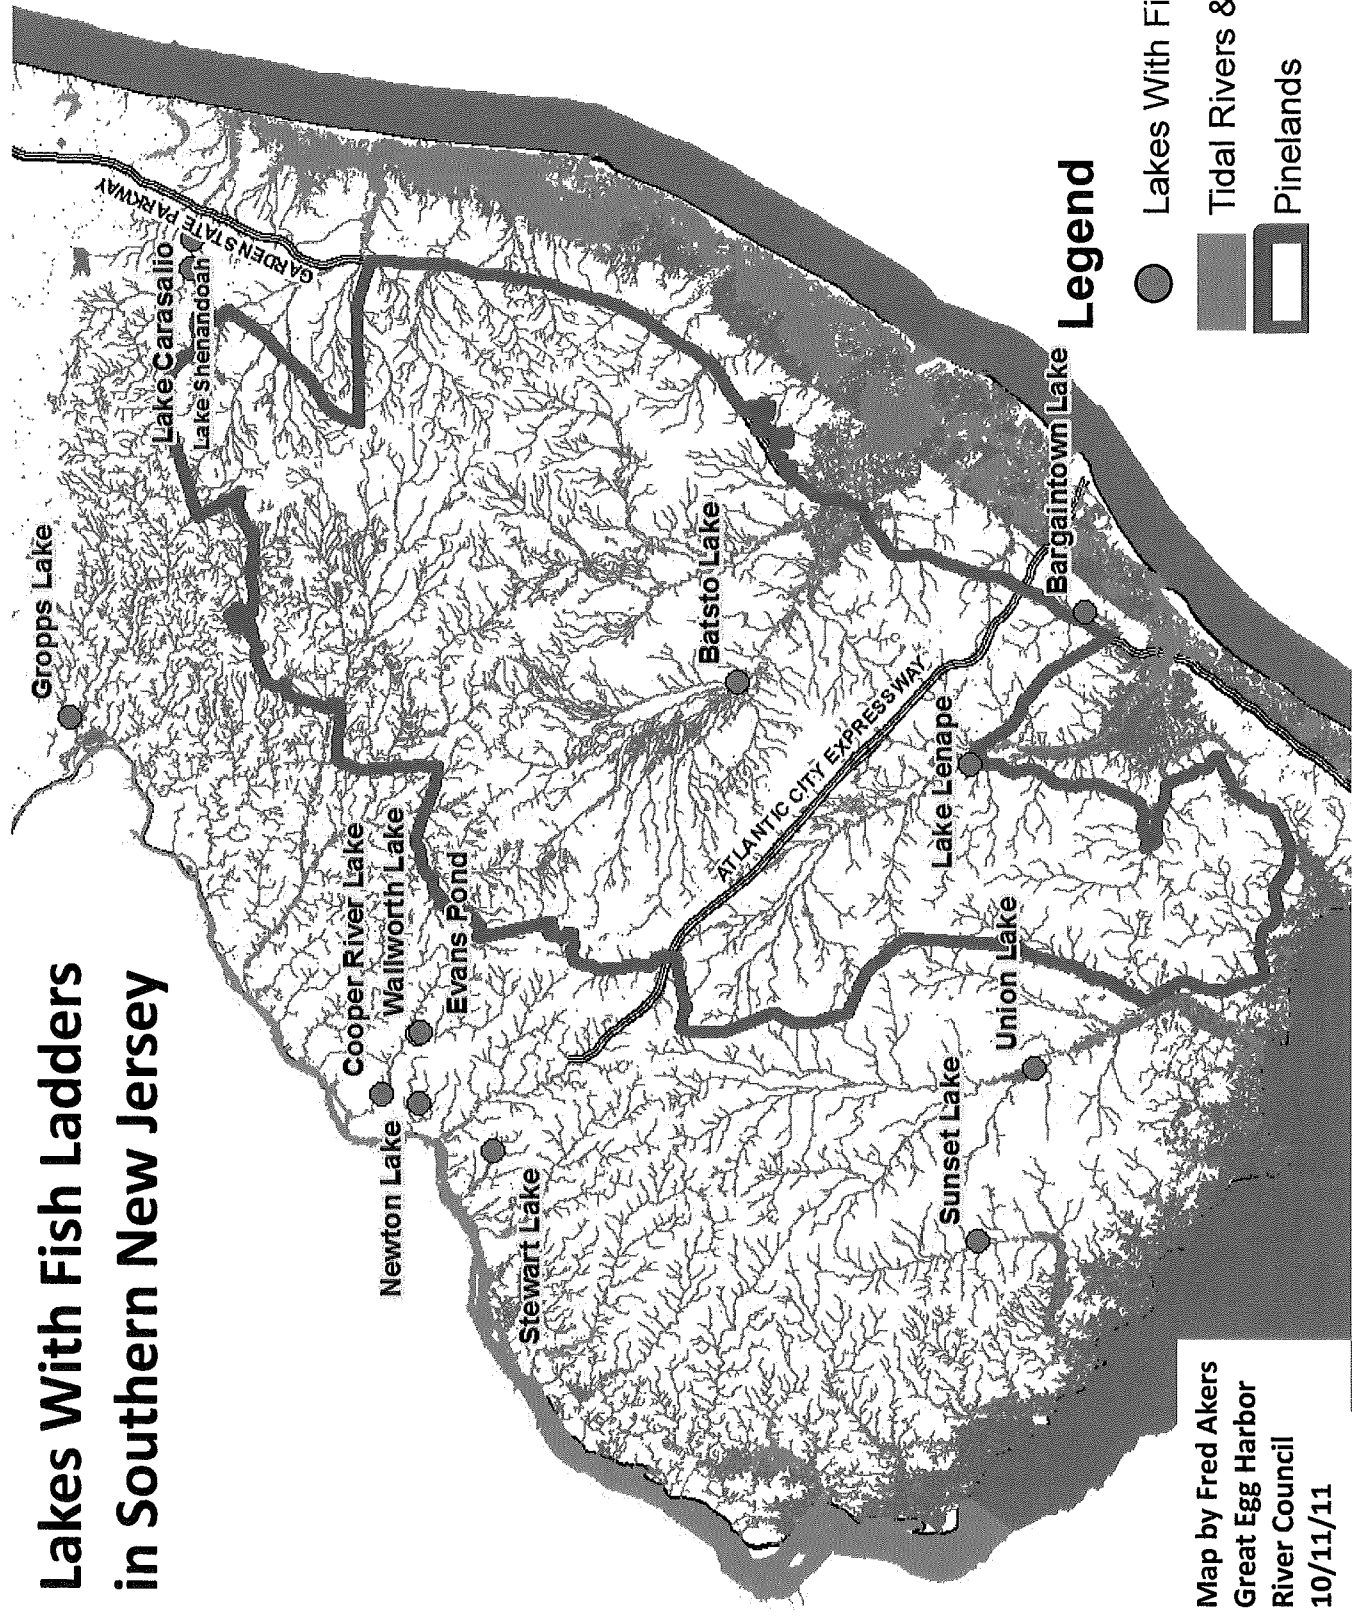 Lakes With Fish Ladders
in Southern New Jersey
Gropps Lake
GARDEN STATE PARKWAY
Lake Carasalio
Lake Shenandoah
Cooper River Lake
Wallworth Lake
Evans Pond
Newton Lake
Stewart Lake
Batsto Lake
ATLANTIC CITY EXPRESSWAY
Lake Lenape
Bargaintown Lake
Union Lake
Sunset Lake
Legend
Lakes With Fi
Tidal Rivers &
Pinelands
Map by Fred Akers
Great Egg Harbor
River Council
10/11/11